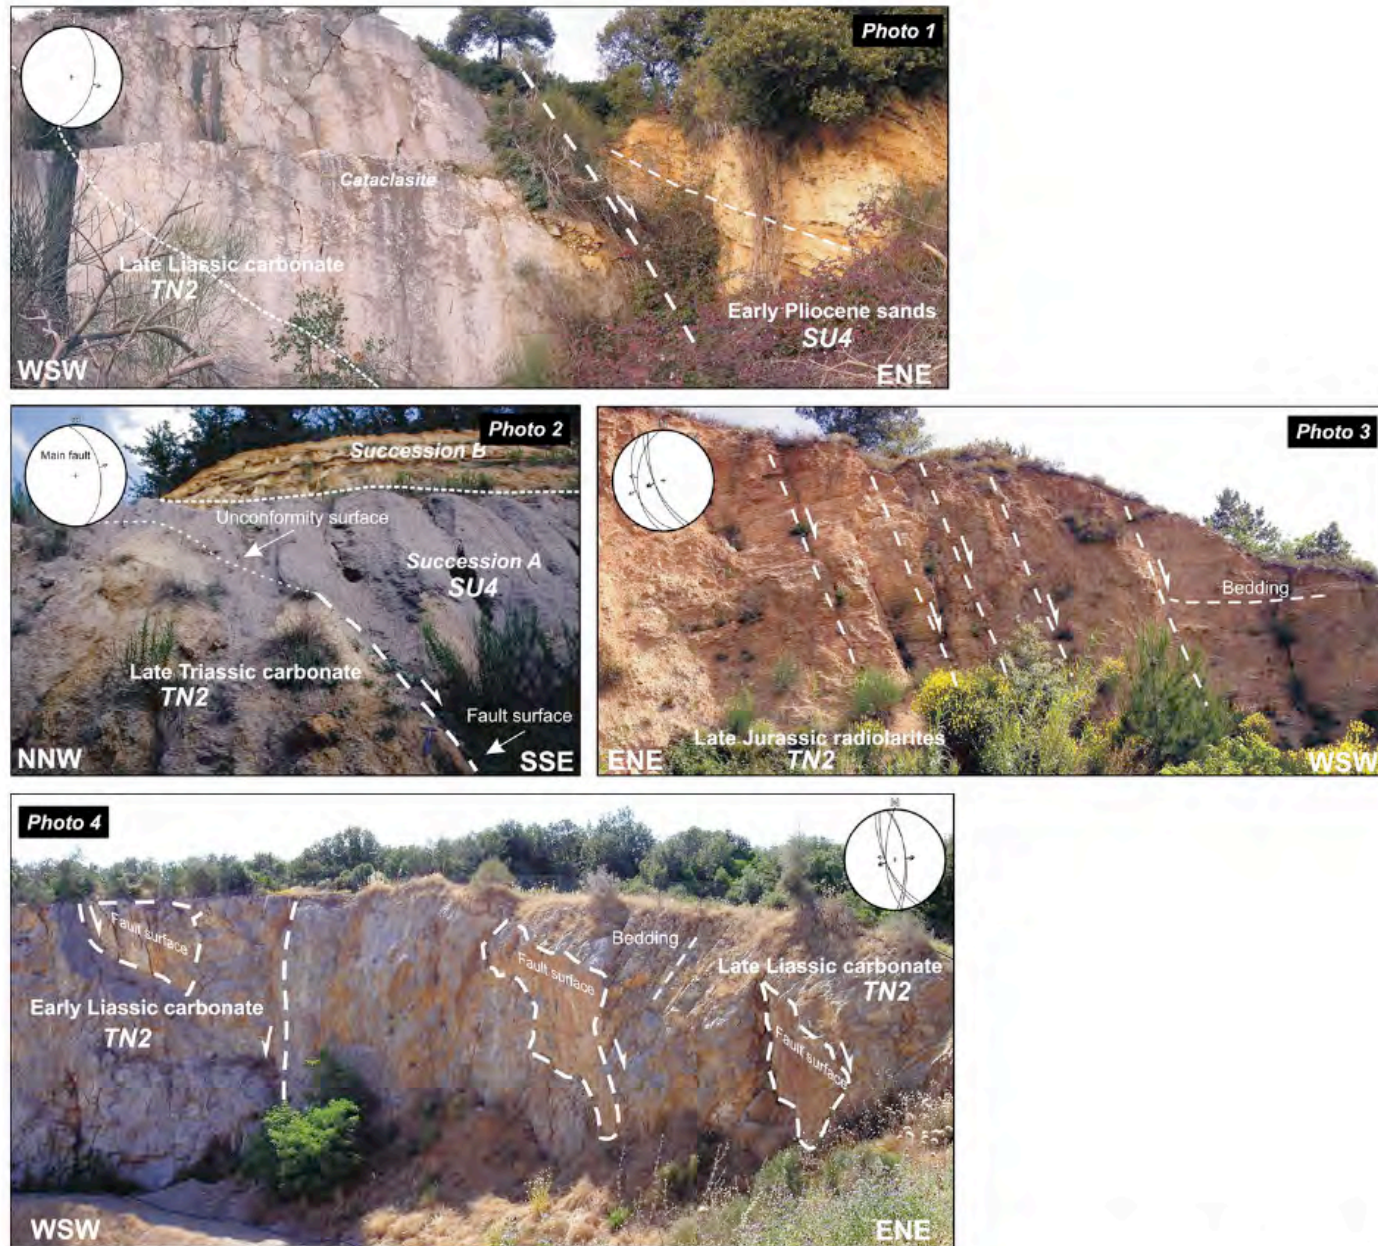 Photo 1
Cataclasite
Late Liassic carbonate
TN2
Early Pliocene sands
SU4
WSW
ENE
Photo 2
Main fault
Succession B
Unconformity surface
Succession A
SU4
Late Triassic carbonate
TN2
Fault surface
NNW
SSE
Photo 3
Bedding
Late Jurassic radiolarites
TN2
ENE
WSW
Photo 4
N
Fault surface
Bedding
Fault surface
Late Liassic carbonate
TN2
Early Liassic carbonate
TN2
Fault surface
WSW
ENE